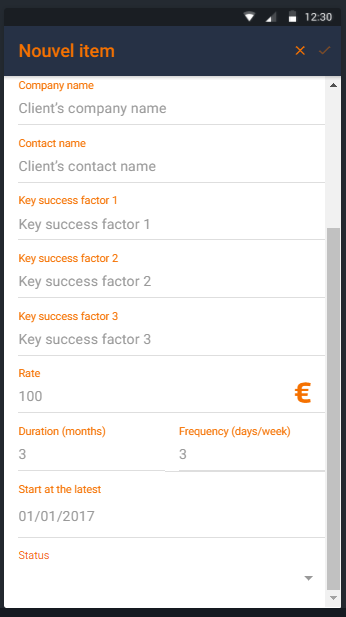 12:30
Nouvel item
Company name
Client's company name
Contact name
Client's contact name
Key success factor 1
Key success factor 1
Key success factor 2
Key success factor 2
Key success factor 3
Key success factor 3
Rate
100 €
Duration (months) Frequency (days/week)
3 3
Start at the latest
01/01/2017
Status